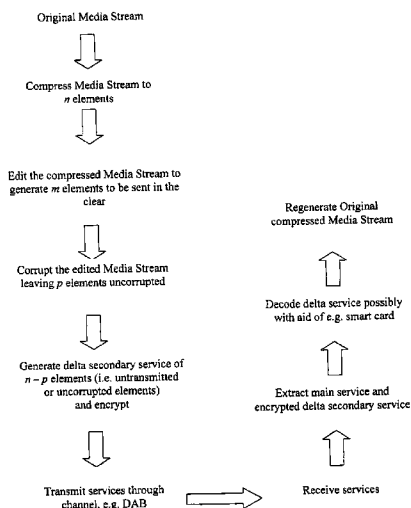 Original Media Stream
Compress Media Stream to
n elements
Edit the compressed Media Stream to
generate m elements to be sent in the
clear
Corrupt the edited Media Stream
leaving p elements uncorrupted
Generate delta secondary service of
n – p elements (i.e. untransmitted
or uncorrupted elements)
and encrypt
Transmit services through
channel, e.g. DAB
Receive services
Extract main service and
encrypted delta secondary service
Decode delta service possibly
with aid of e.g. smart card
Regenerate Original
compressed Media Stream